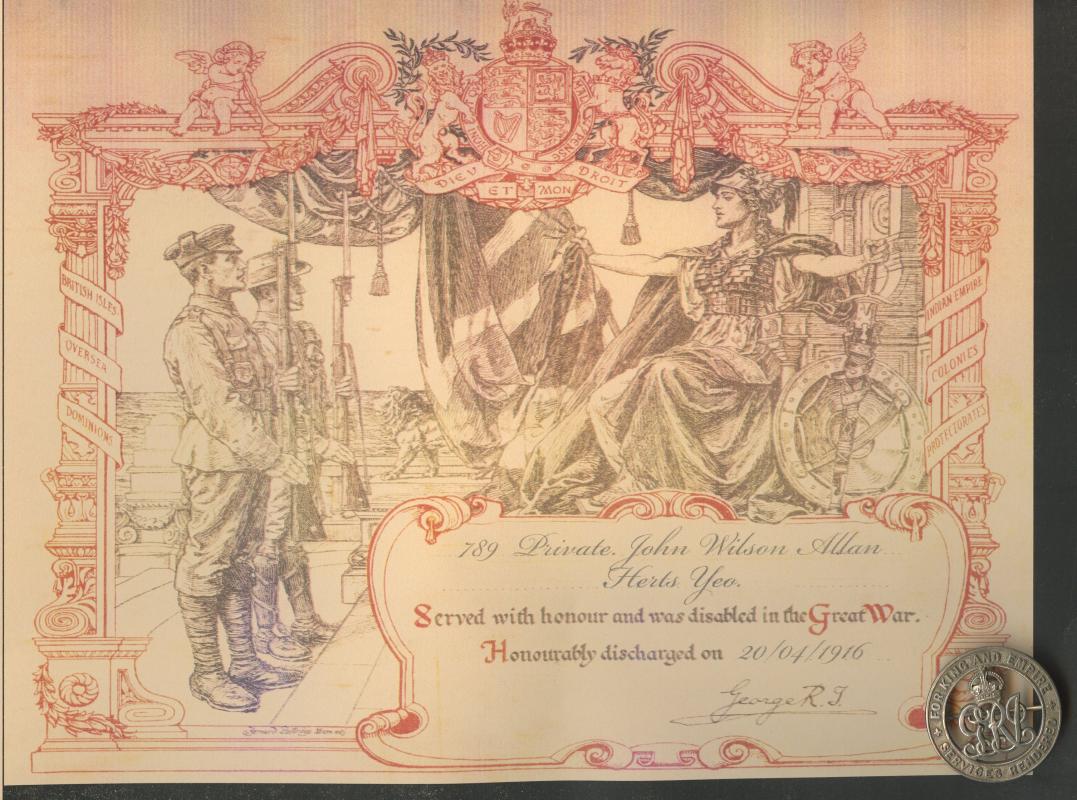 DIEU ET MON DROIT
BRITISH ISLES
OVERSEA
DOMINIONS
INDIAN EMPIRE
COLONIES
PROTECTORATES
789 Private. John Wilson Allan
Herts. Yeo.
Served with honour and was disabled in the Great War.
Honourably discharged on 20/04/1916
George R. I.
FOR KING AND EMPIRE
SERVICES RENDERED